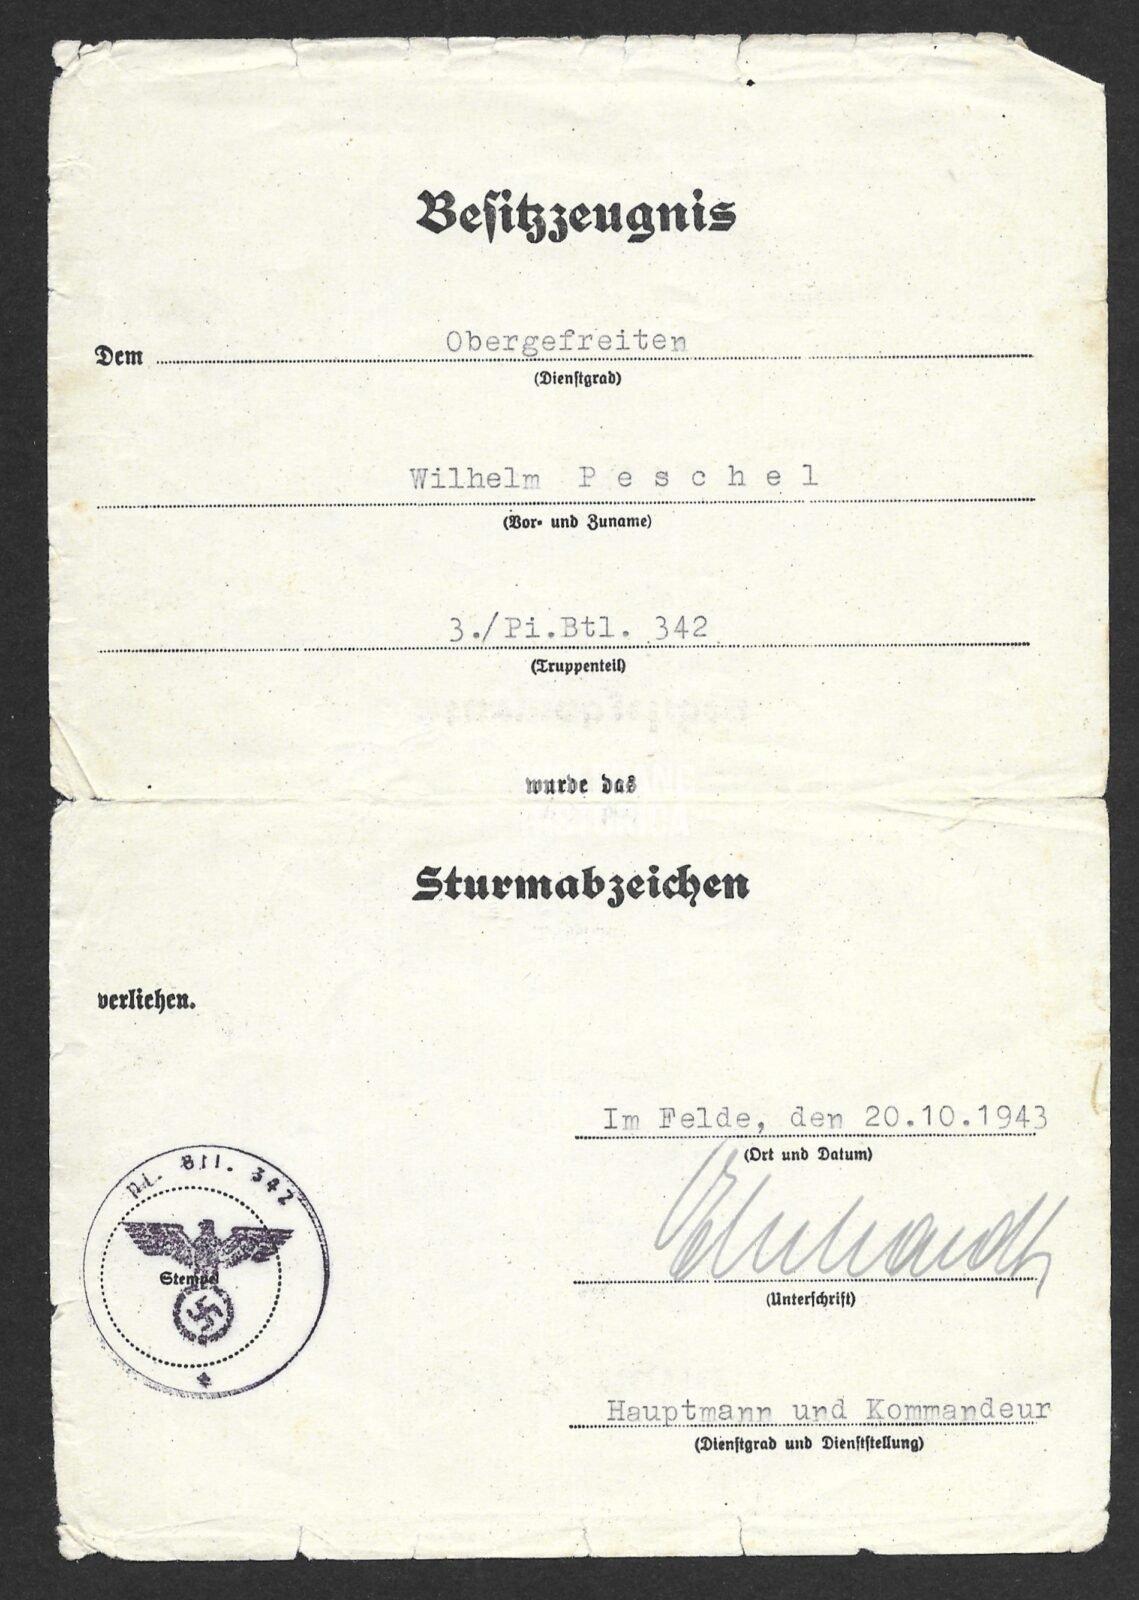 Besitzzeugnis
Dem Obergefreiten
(Dienstgrad)
Wilhelm P e s c h e l
(Vor- und Zuname)
3./Pi.Btl. 342
(Truppenteil)
wurde das
Sturmabzeichen
verliehen.
Im Felde, den 20.10.1943
(Ort und Datum)
Pi. Btl. 342
Stempel
(Unterschrift)
Hauptmann und Kommandeur
(Dienstgrad und Dienststellung)